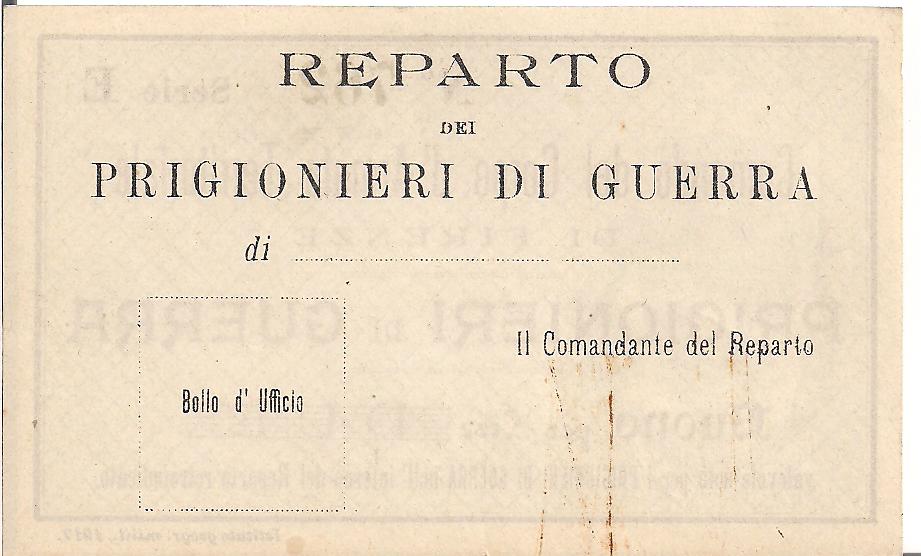 REPARTO
DEI
PRIGIONIERI DI GUERRA
di
Il Comandante del Reparto
Bollo d' Ufficio